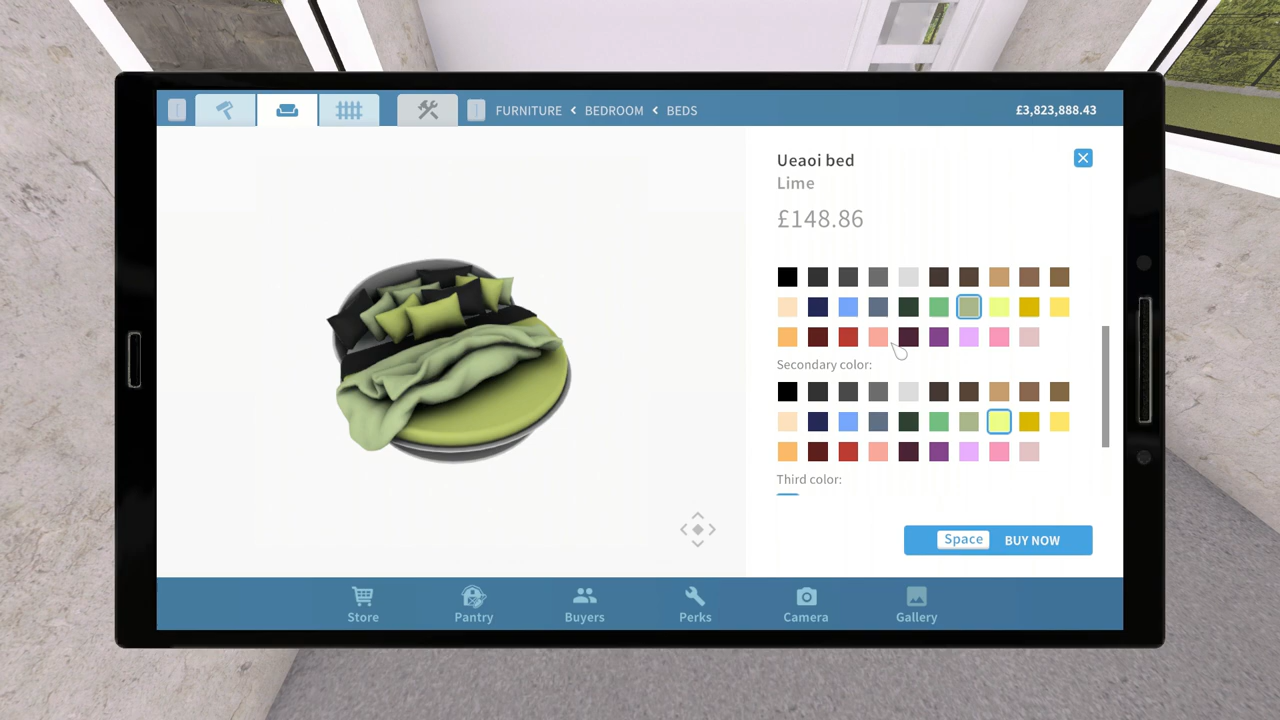 FURNITURE < BEDROOM < BEDS
£3,823,888.43
Ueaoi bed
Lime
£148.86
Secondary color:
Third color:
Space BUY NOW
Store Pantry Buyers Perks Camera Gallery